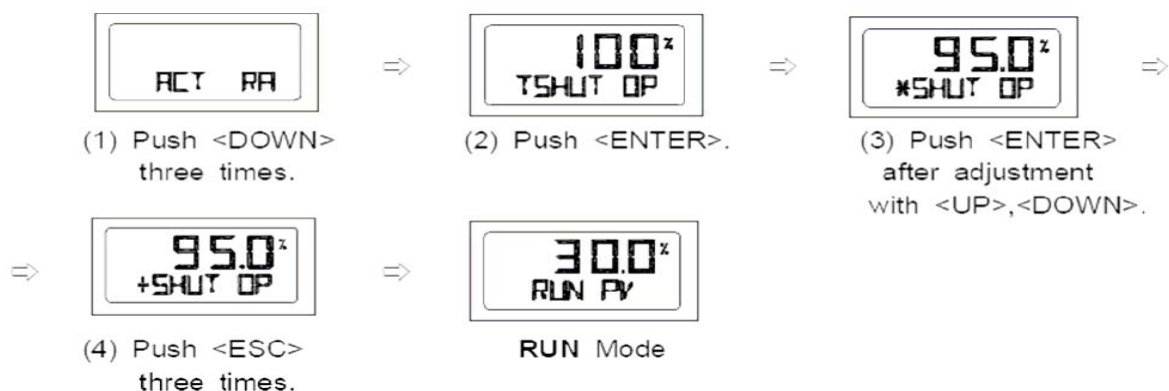 ACT RA
(1) Push <DOWN>
three times.
100%
TSHUT OP
(2) Push <ENTER>.
95.0%
*SHUT OP
(3) Push <ENTER>
after adjustment
with <UP>,<DOWN>.
95.0%
+SHUT OP
(4) Push <ESC>
three times.
30.0%
RUN PV
RUN Mode